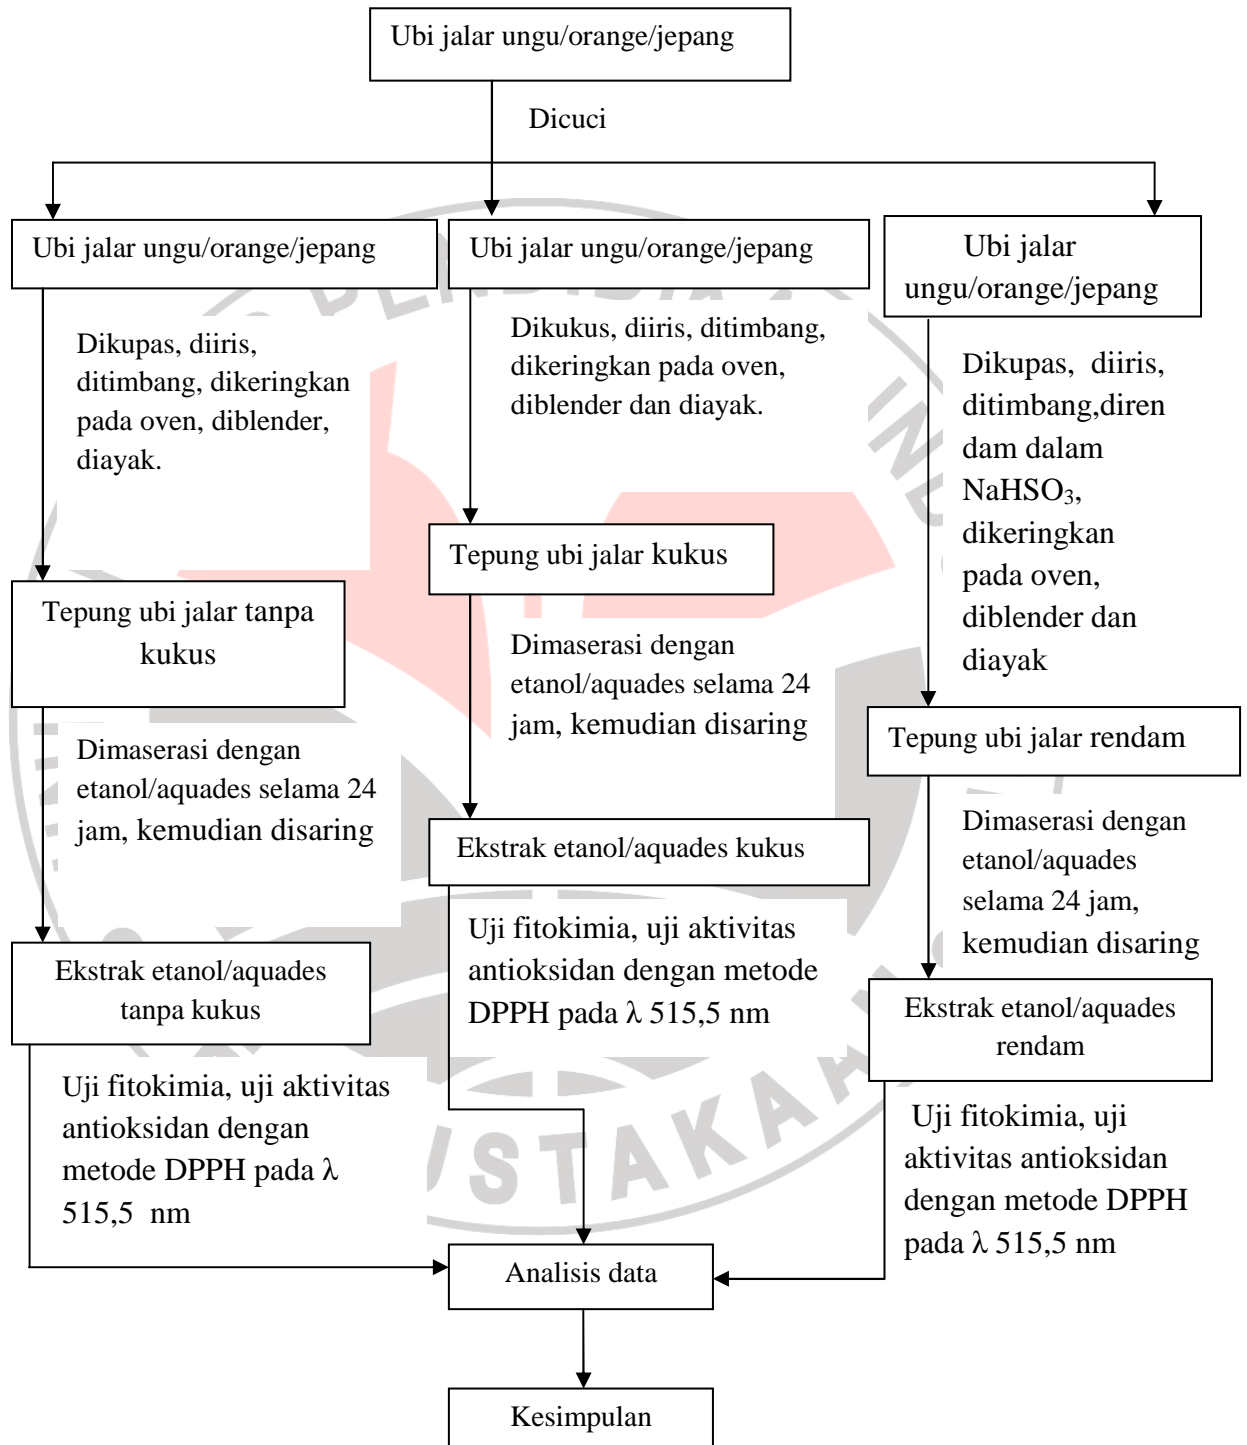 Ubi jalar ungu/orange/jepang
Dicuci
Ubi jalar ungu/orange/jepang
Dikupas, diiris,
ditimbang, dikeringkan
pada oven, diblender,
diayak.
Tepung ubi jalar tanpa
kukus
Dimaserasi dengan
etanol/aquades selama 24
jam, kemudian disaring
Ekstrak etanol/aquades
tanpa kukus
Uji fitokimia, uji aktivitas
antioksidan dengan
metode DPPH pada λ
515,5 nm
Ubi jalar ungu/orange/jepang
Dikukus, diiris, ditimbang,
dikeringkan pada oven,
diblender dan diayak.
Tepung ubi jalar kukus
Dimaserasi dengan
etanol/aquades selama 24
jam, kemudian disaring
Ekstrak etanol/aquades kukus
Uji fitokimia, uji aktivitas
antioksidan dengan metode
DPPH pada λ 515,5 nm
Ubi jalar
ungu/orange/jepang
Dikupas, diiris,
ditimbang,diren
dam dalam
NaHSO₃,
dikeringkan
pada oven,
diblender dan
diayak
Tepung ubi jalar rendam
Dimaserasi dengan
etanol/aquades
selama 24 jam,
kemudian disaring
Ekstrak etanol/aquades
rendam
Uji fitokimia, uji
aktivitas antioksidan
dengan metode DPPH
pada λ 515,5 nm
Analisis data
Kesimpulan